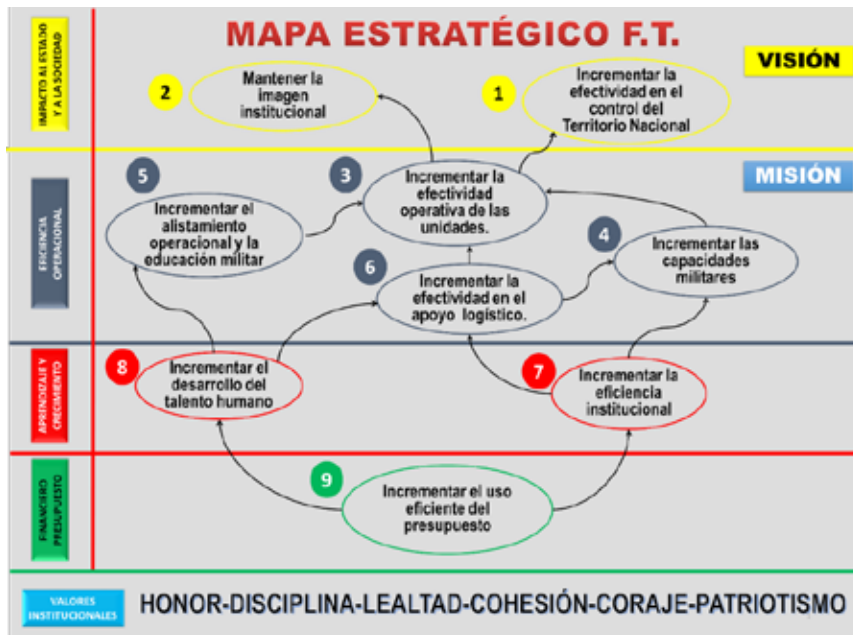 MAPA ESTRATÉGICO F.T.
IMPACTO AL ESTADO
Y A LA SOCIEDAD
VISIÓN
2
Mantener la
imagen
institucional
1
Incrementar la
efectividad en el
control del
Territorio Nacional
EFICIENCIA
OPERACIONAL
MISIÓN
5
Incrementar el
alistamiento
operacional y la
educación militar
3
Incrementar la
efectividad
operativa de las
unidades.
4
Incrementar las
capacidades
militares
6
Incrementar la
efectividad en el
apoyo logístico.
APRENDIZAJE Y
CRECIMIENTO
8
Incrementar el
desarrollo del
talento humano
7
Incrementar la
eficiencia
institucional
FINANCIERO
PRESUPUESTO
9
Incrementar el uso
eficiente del
presupuesto
VALORES
INSTITUCIONALES
HONOR-DISCIPLINA-LEALTAD-COHESIÓN-CORAJE-PATRIOTISMO